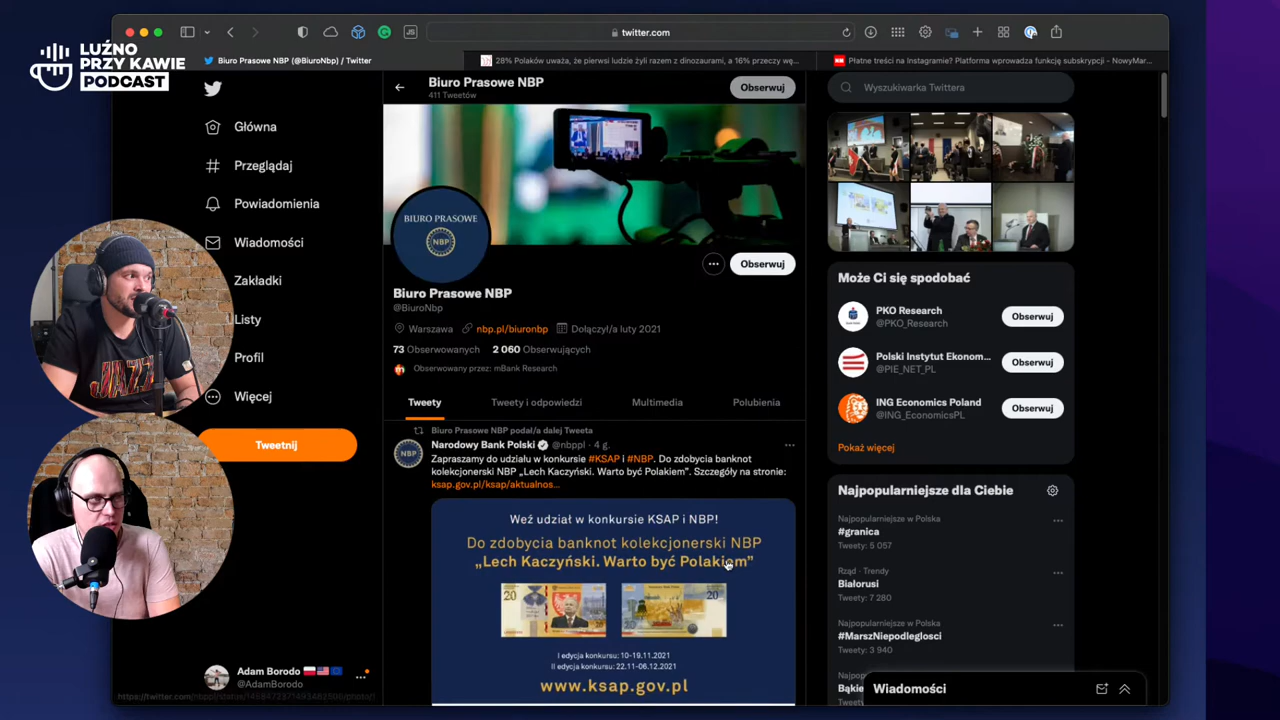 LUŹNO
PRZY KAWIE
PODCAST
twitter.com
Biuro Prasowe NBP (@BiuroNbp) / Twitter
28% Polaków uważa, że pierwsi ludzie żyli razem z dinozaurami, a 16% przeczy wę...
Płatne treści na Instagramie? Platforma wprowadza funkcję subskrypcji - NowyMar...
Główna
Przeglądaj
Powiadomienia
Wiadomości
Zakładki
Listy
Profil
Więcej
Tweetnij
Adam Borodo
@AdamBorodo
Biuro Prasowe NBP
411 Tweetów
Obserwuj
BIURO PRASOWE
NBP
Obserwuj
Biuro Prasowe NBP
@BiuroNbp
Warszawa nbp.pl/biuronbp Dołączył/a luty 2021
73 Obserwowanych 2 060 Obserwujących
Obserwowany przez: mBank Research
Tweety Tweety i odpowiedzi Multimedia Polubienia
Biuro Prasowe NBP podał/a dalej Tweeta
NBP
Narodowy Bank Polski @nbppl · 4 g.
Zapraszamy do udziału w konkursie #KSAP i #NBP. Do zdobycia banknot
kolekcjonerski NBP „Lech Kaczyński. Warto być Polakiem”. Szczegóły na stronie:
ksap.gov.pl/ksap/aktualnos...
Weź udział w konkursie KSAP i NBP!
Do zdobycia banknot kolekcjonerski NBP
„Lech Kaczyński. Warto być Polakiem”
20
20
I edycja konkursu: 10-19.11.2021
II edycja konkursu: 22.11-06.12.2021
www.ksap.gov.pl
Wyszukiwarka Twittera
Może Ci się spodobać
PKO Research
@PKO_Research
Obserwuj
Polski Instytut Ekonom...
@PIE_NET_PL
Obserwuj
ING Economics Poland
@ING_EconomicsPL
Obserwuj
Pokaż więcej
Najpopularniejsze dla Ciebie
Najpopularniejsze w Polska
#granica
Tweety: 5 057
Rząd · Trendy
Białorusi
Tweety: 7 280
Najpopularniejsze w Polska
#MarszNiepodleglosci
Tweety: 3 940
Wiadomości
JAZZ